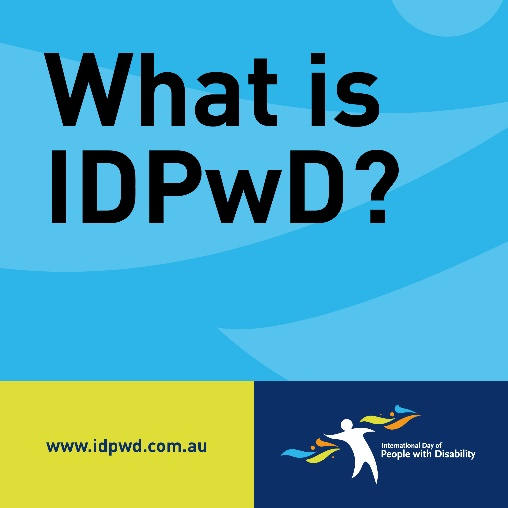 What is
IDPwD?
www.idpwd.com.au
International Day of
People with Disability